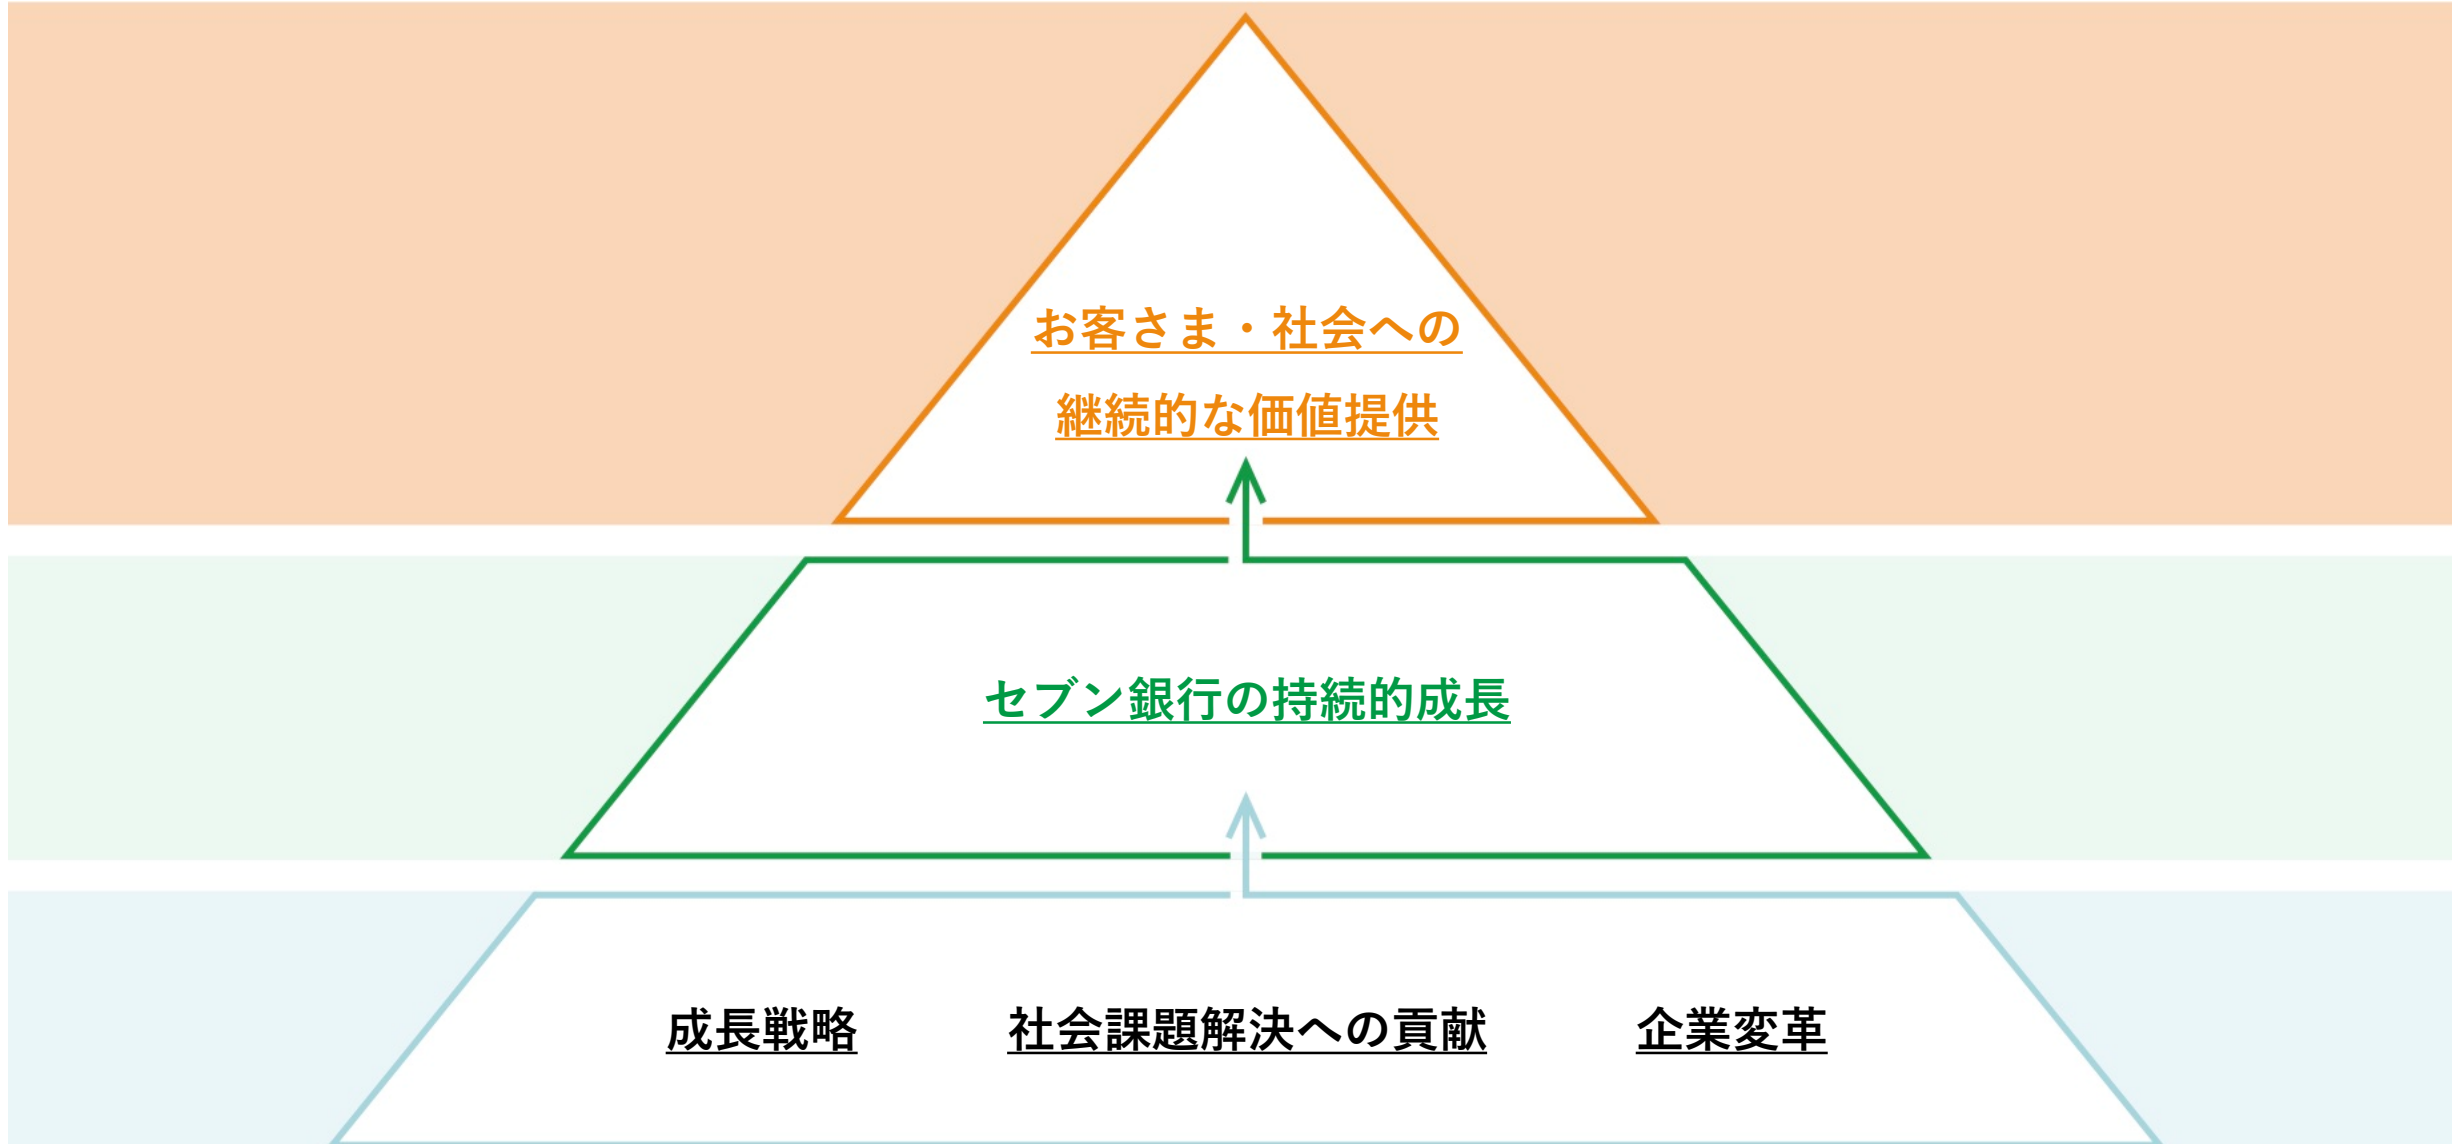 お客さま・社会への
継続的な価値提供
セブン銀行の持続的成長
成長戦略 社会課題解決への貢献 企業変革